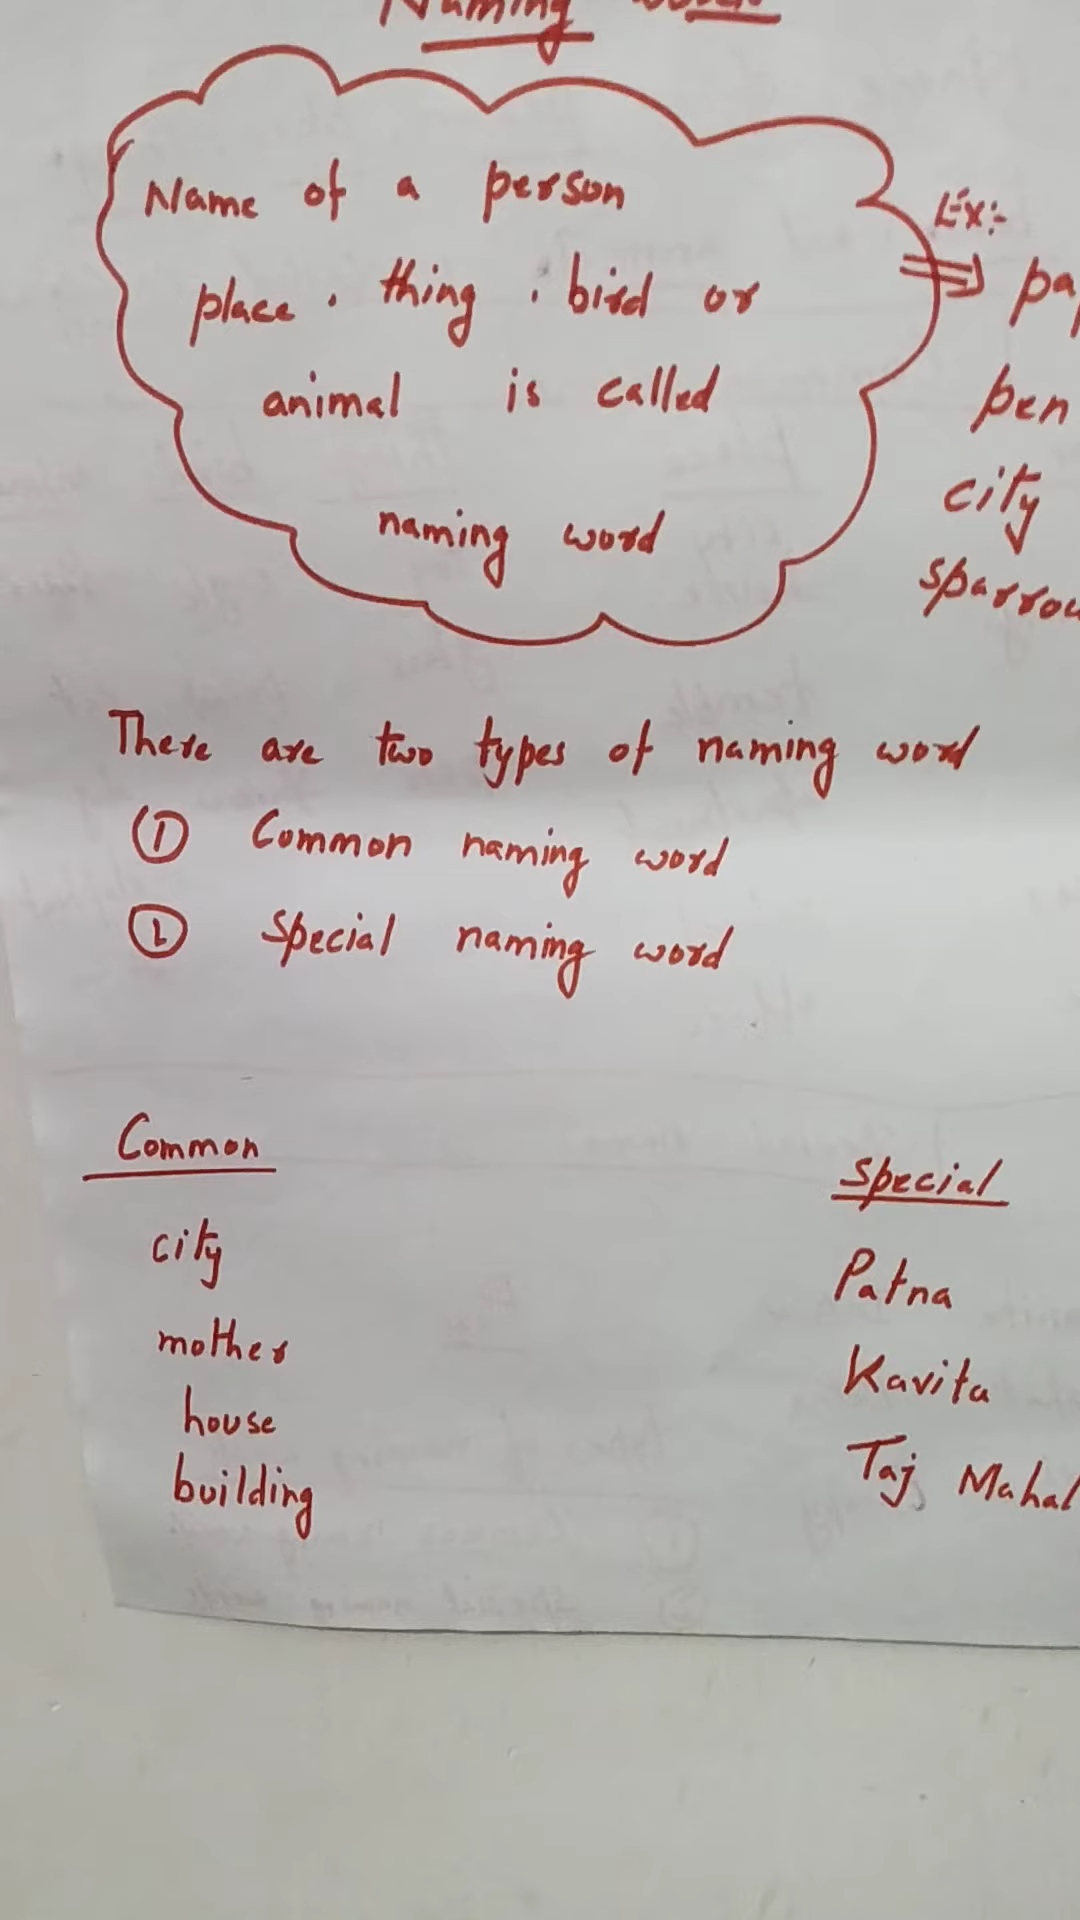 Naming
Name of a person
place, thing, bird or
animal is called
naming word
Ex:-
pen
city
There are two types of naming word
① Common naming word
② Special naming word
Common
city
mother
house
building
Special
Patna
Kavita
Taj Mahal